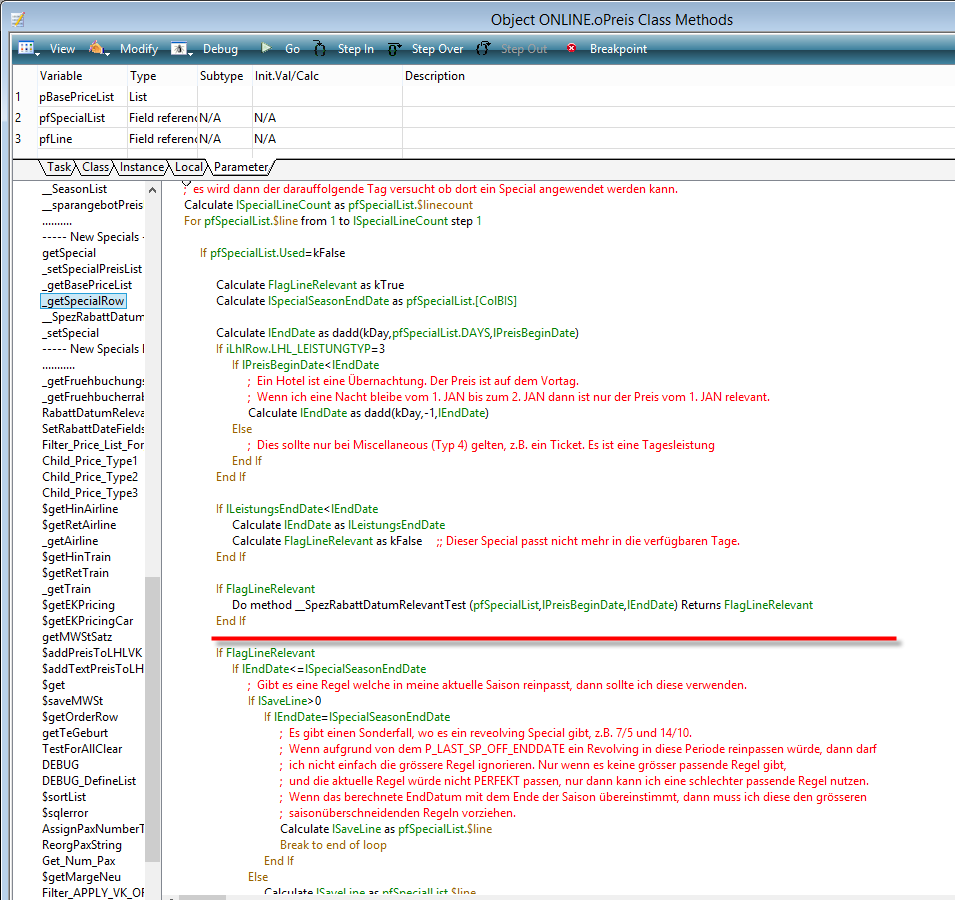 Object ONLINE.oPreis Class Methods
View Modify Debug Go Step In Step Over Step Out Breakpoint
Variable Type Subtype Init.Val/Calc Description
1 pBasePriceList List
2 pfSpecialList Field referenc N/A N/A
3 pfLine Field referenc N/A N/A
Task Class Instance Local Parameter
__SeasonList
__sparangebotPreis
..........
----- New Specials -
getSpecial
_setSpecialPreisList
_getBasePriceList
_getSpecialRow
__SpezRabattDatum
_setSpecial
----- New Specials I
...........
_getFruehbuchungs
_getFruehbucherrab
RabattDatumReleva
SetRabattDateFields
Filter_Price_List_For
Child_Price_Type1
Child_Price_Type2
Child_Price_Type3
$getHinAirline
$getRetAirline
_getAirline
$getHinTrain
$getRetTrain
_getTrain
$getEKPricing
$getEKPricingCar
getMWStSatz
$addPreisToLHLVK
$addTextPreisToLH
$get
$saveMWSt
$getOrderRow
getTeGeburt
TestForAllClear
DEBUG
DEBUG_DefineList
$sortList
$sqlerror
AssignPaxNumberT
ReorgPaxString
Get_Num_Pax
$getMargeNeu
Filter_APPLY_VK_OF
; es wird dann der darauffolgende Tag versucht ob dort ein Special angewendet werden kann.
Calculate lSpecialLineCount as pfSpecialList.$linecount
For pfSpecialList.$line from 1 to lSpecialLineCount step 1
If pfSpecialList.Used=kFalse
Calculate FlagLineRelevant as kTrue
Calculate lSpecialSeasonEndDate as pfSpecialList.[ColBIS]
Calculate lEndDate as dadd(kDay,pfSpecialList.DAYS,lPreisBeginDate)
If iLhlRow.LHL_LEISTUNGTYP=3
If lPreisBeginDate<lEndDate
; Ein Hotel ist eine Übernachtung. Der Preis ist auf dem Vortag.
; Wenn ich eine Nacht bleibe vom 1. JAN bis zum 2. JAN dann ist nur der Preis vom 1. JAN relevant.
Calculate lEndDate as dadd(kDay,-1,lEndDate)
Else
; Dies sollte nur bei Miscellaneous (Typ 4) gelten, z.B. ein Ticket. Es ist eine Tagesleistung
End If
End If
If lLeistungsEndDate<lEndDate
Calculate lEndDate as lLeistungsEndDate
Calculate FlagLineRelevant as kFalse ;; Dieser Special passt nicht mehr in die verfügbaren Tage.
End If
If FlagLineRelevant
Do method __SpezRabattDatumRelevantTest (pfSpecialList,lPreisBeginDate,lEndDate) Returns FlagLineRelevant
End If
If FlagLineRelevant
If lEndDate<=lSpecialSeasonEndDate
; Gibt es eine Regel welche in meine aktuelle Saison reinpasst, dann sollte ich diese verwenden.
If lSaveLine>0
If lEndDate=lSpecialSeasonEndDate
; Es gibt einen Sonderfall, wo es ein reveolving Special gibt, z.B. 7/5 und 14/10.
; Wenn aufgrund von dem P_LAST_SP_OFF_ENDDATE ein Revolving in diese Periode reinpassen würde, dann darf
; ich nicht einfach die grössere Regel ignorieren. Nur wenn es keine grösser passende Regel gibt,
; und die aktuelle Regel würde nicht PERFEKT passen, nur dann kann ich eine schlechter passende Regel nutzen.
; Wenn das berechnete EndDatum mit dem Ende der Saison übereinstimmt, dann muss ich diese den grösseren
; saisonüberschneidenden Regeln vorziehen.
Calculate lSaveLine as pfSpecialList.$line
Break to end of loop
End If
Else
Calculate lSaveLine as pfSpecialList.$line